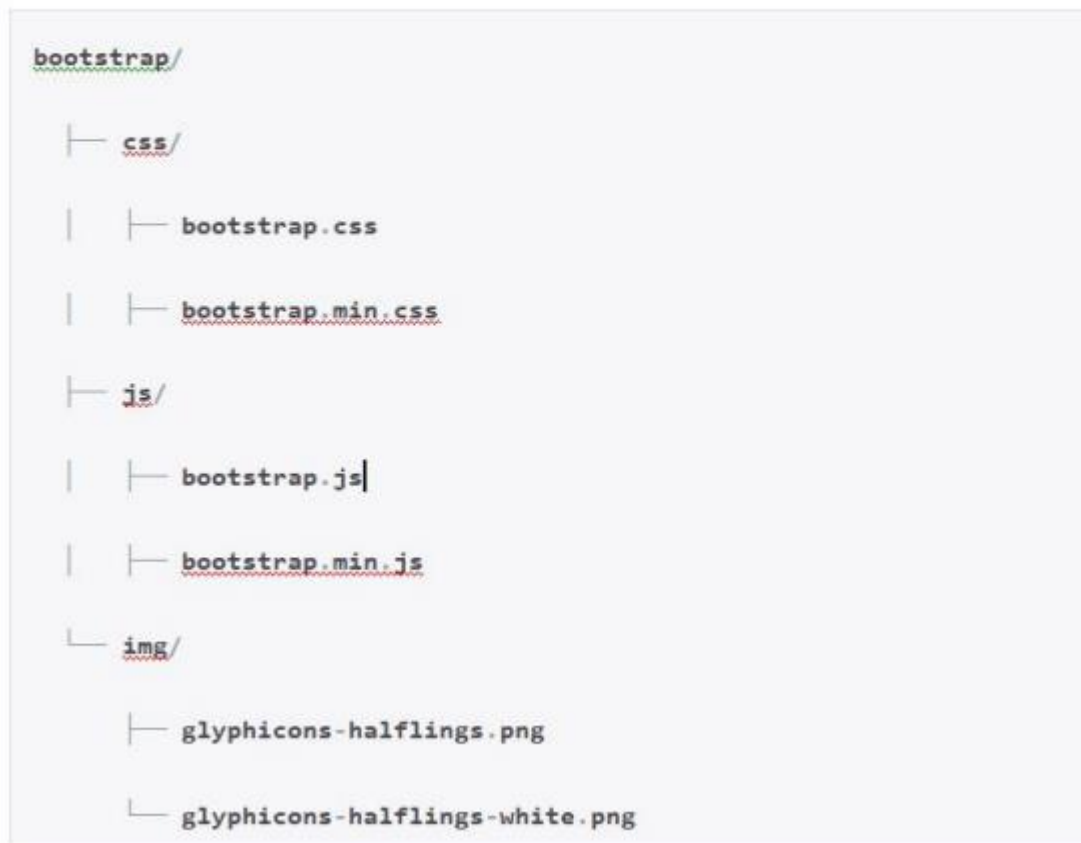 bootstrap/
├── css/
│   ├── bootstrap.css
│   ├── bootstrap.min.css
├── js/
│   ├── bootstrap.js
│   ├── bootstrap.min.js
└── img/
    ├── glyphicons-halflings.png
    └── glyphicons-halflings-white.png